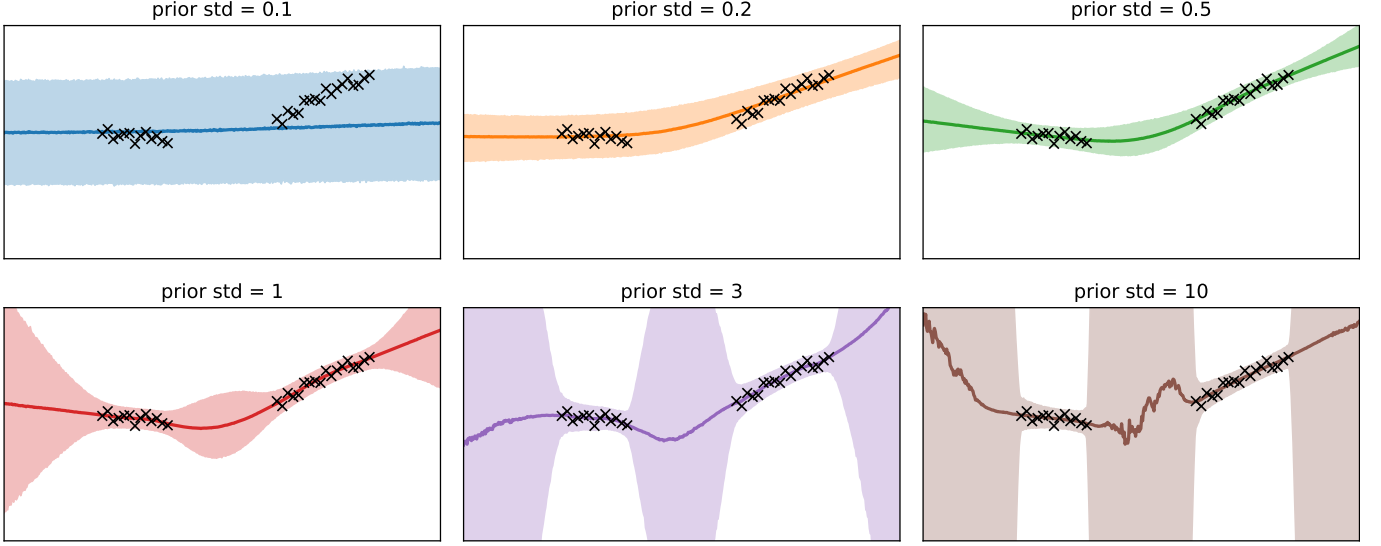 prior std = 0.1
prior std = 0.2
prior std = 0.5
prior std = 1
prior std = 3
prior std = 10